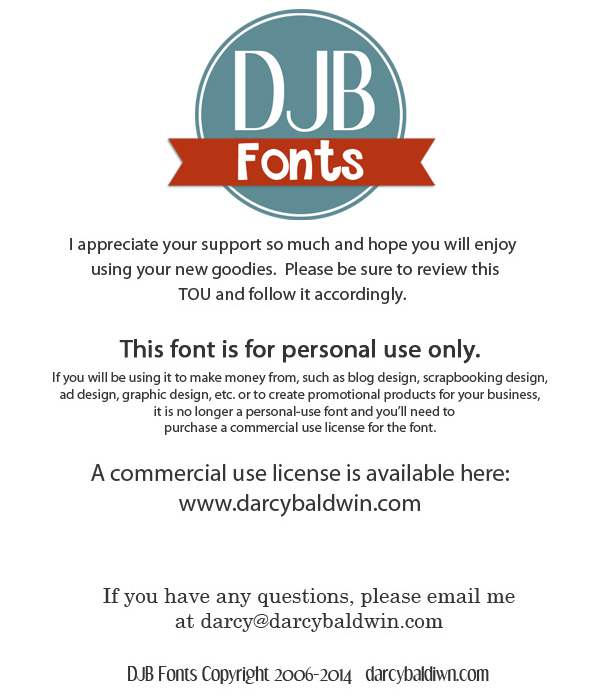 DJB
Fonts
I appreciate your support so much and hope you will enjoy
using your new goodies.  Please be sure to review this
TOU and follow it accordingly.
This font is for personal use only.
If you will be using it to make money from, such as blog design, scrapbooking design,
ad design, graphic design, etc. or to create promotional products for your business,
it is no longer a personal-use font and you’ll need to
purchase a commercial use license for the font.
A commercial use license is available here:
www.darcybaldwin.com
If you have any questions, please email me
at darcy@darcybaldwin.com
DJB Fonts Copyright 2006-2014   darcybaldiwn.com